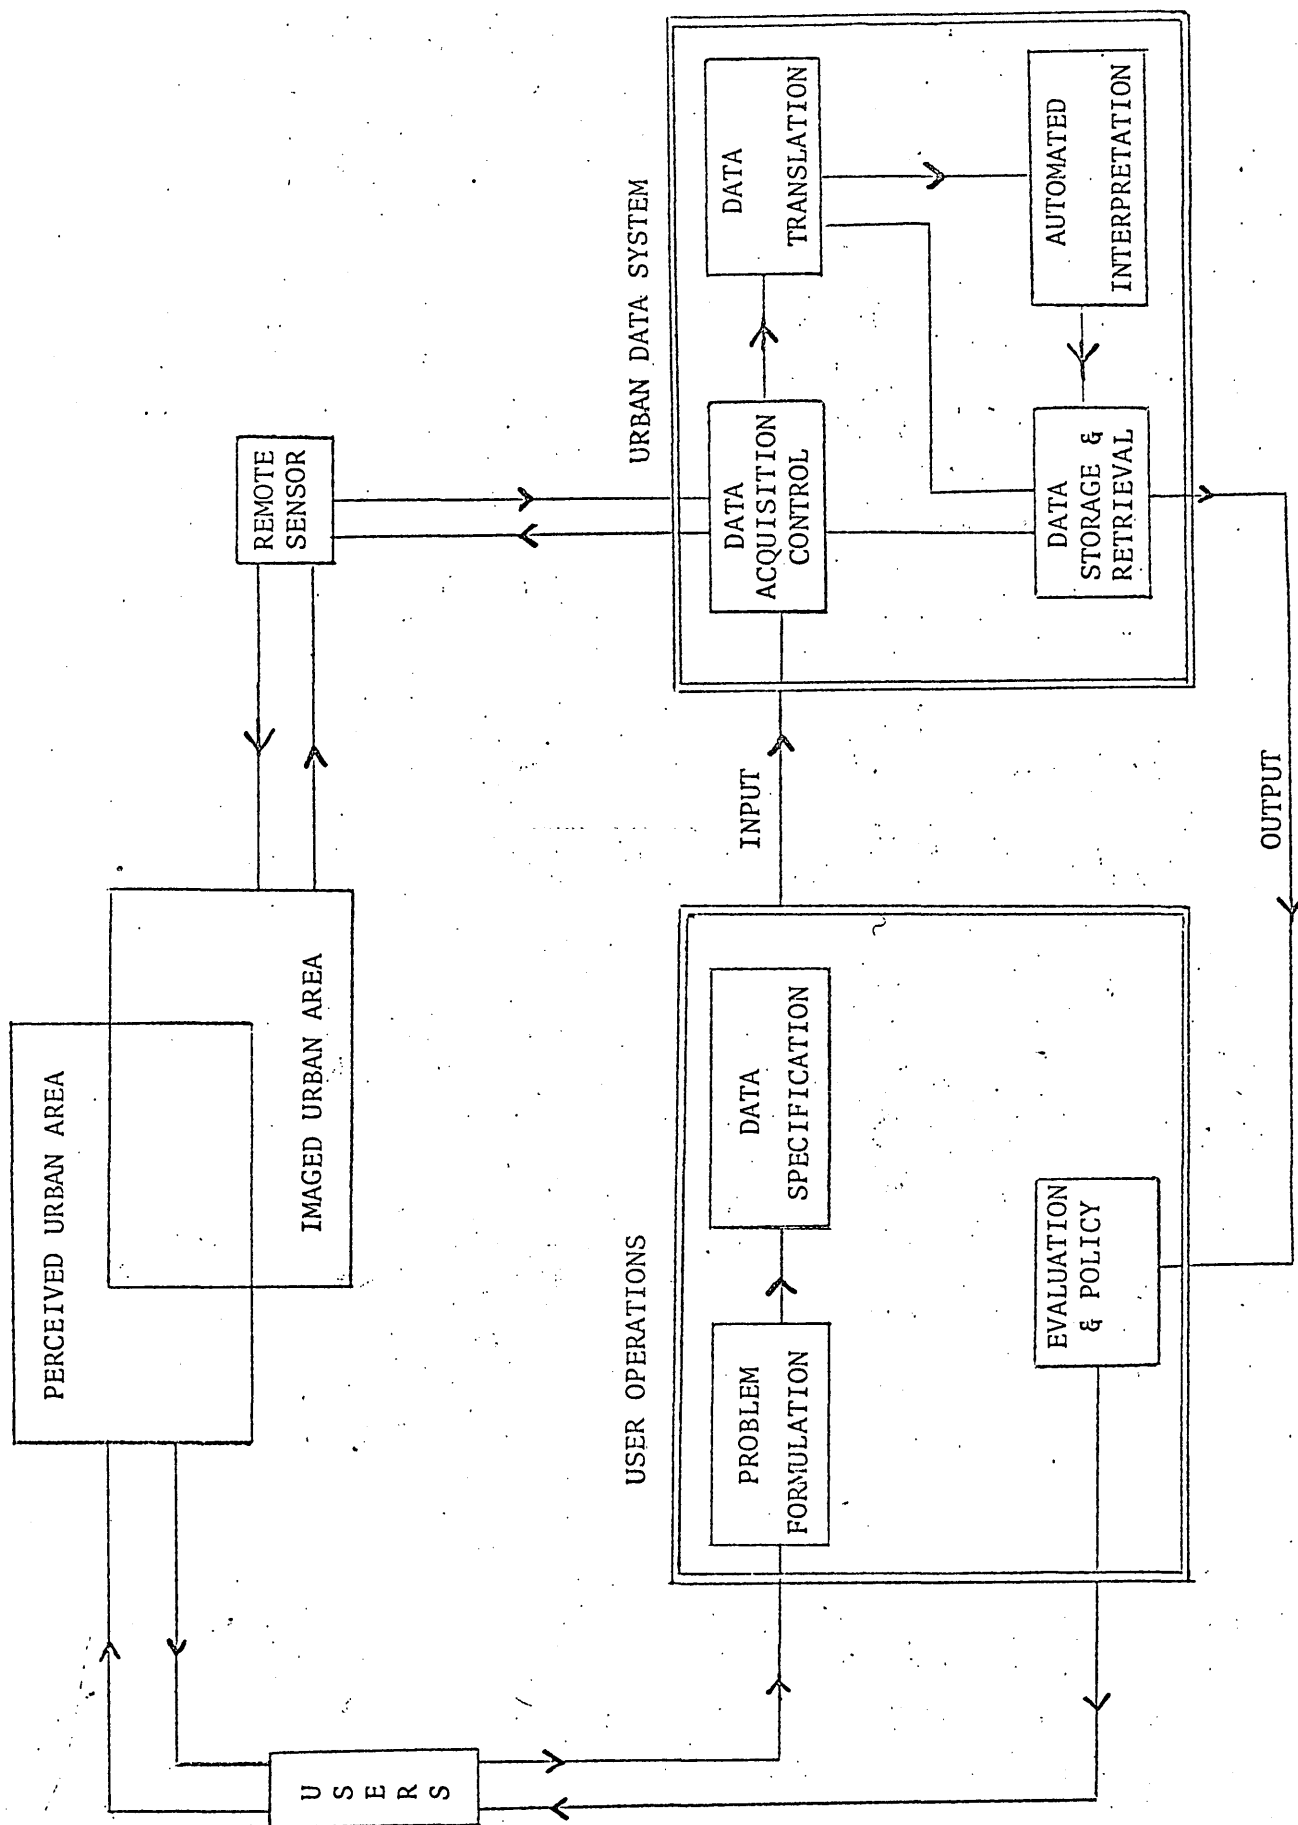 PERCEIVED URBAN AREA
IMAGED URBAN AREA
REMOTE
SENSOR
USERS
USER OPERATIONS
PROBLEM
FORMULATION
DATA
SPECIFICATION
EVALUATION
& POLICY
INPUT
OUTPUT
URBAN DATA SYSTEM
DATA
ACQUISITION
CONTROL
DATA
TRANSLATION
DATA
STORAGE &
RETRIEVAL
AUTOMATED
INTERPRETATION